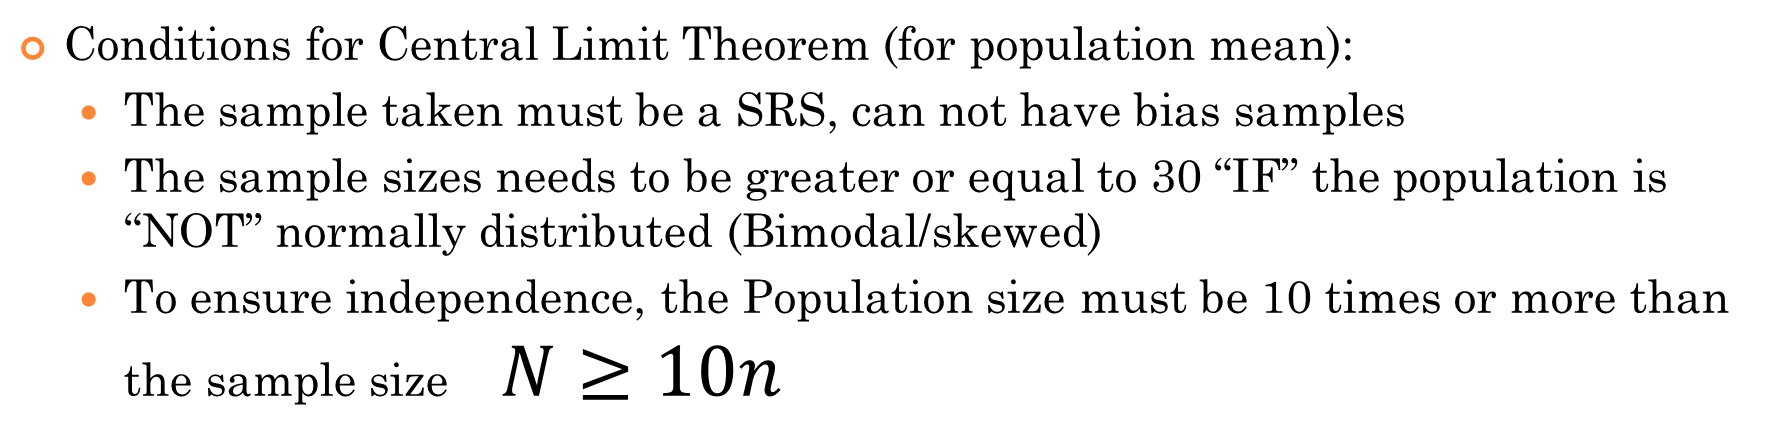 Conditions for Central Limit Theorem (for population mean):
The sample taken must be a SRS, can not have bias samples
The sample sizes needs to be greater or equal to 30 “IF” the population is
“NOT” normally distributed (Bimodal/skewed)
To ensure independence, the Population size must be 10 times or more than
the sample size N ≥ 10n